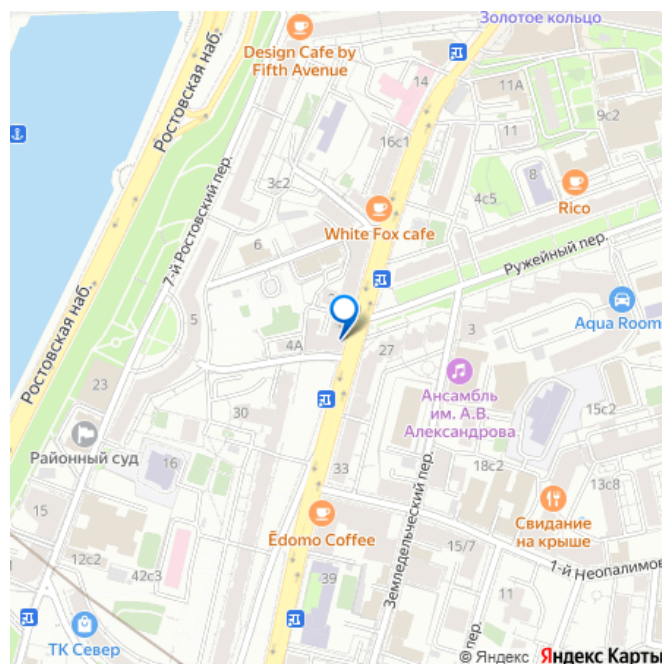 Золотое кольцо
Design Cafe by
Fifth Avenue
14
11А
9с2
Ростовская наб.
16с1
11
3с2
4с5
8
Rico
White Fox cafe
7-й Ростовский пер.
6
Ружейный пер.
Aqua Room
5
4А
27
3
Ростовская наб.
23
Ансамбль
им. А.В.
Александрова
15с2
30
Районный суд
16
33
18с2
13с8
15
Свидание
на крыше
Ēdomo Coffee
Земледельческий пер.
15/7
12с2
42с3
39
11
1-й Неопалимов
ТК Север
пер.
© Яндекс Яндекс Карты